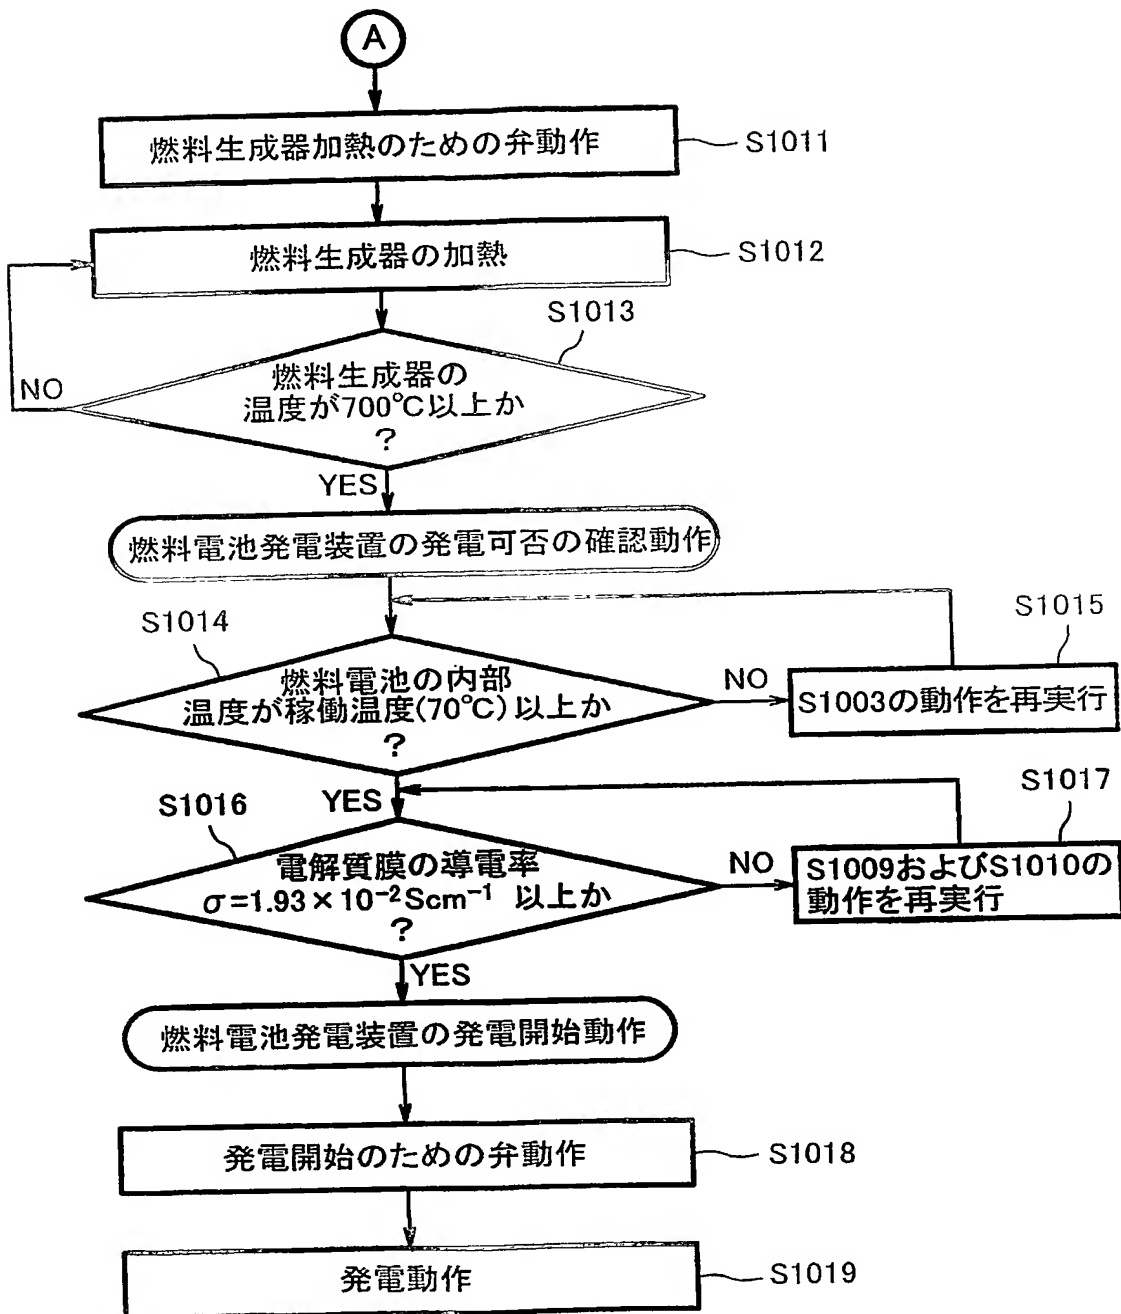 A
燃料生成器加熱のための弁動作
S1011
燃料生成器の加熱
S1012
S1013
燃料生成器の
温度が700℃以上か
?
NO
YES
燃料電池発電装置の発電可否の確認動作
S1014
燃料電池の内部
温度が稼働温度(70℃)以上か
?
NO
S1015
S1003の動作を再実行
YES
S1016
電解質膜の導電率
σ=1.93×10⁻²Scm⁻¹ 以上か
?
NO
S1017
S1009およびS1010の
動作を再実行
YES
燃料電池発電装置の発電開始動作
発電開始のための弁動作
S1018
発電動作
S1019